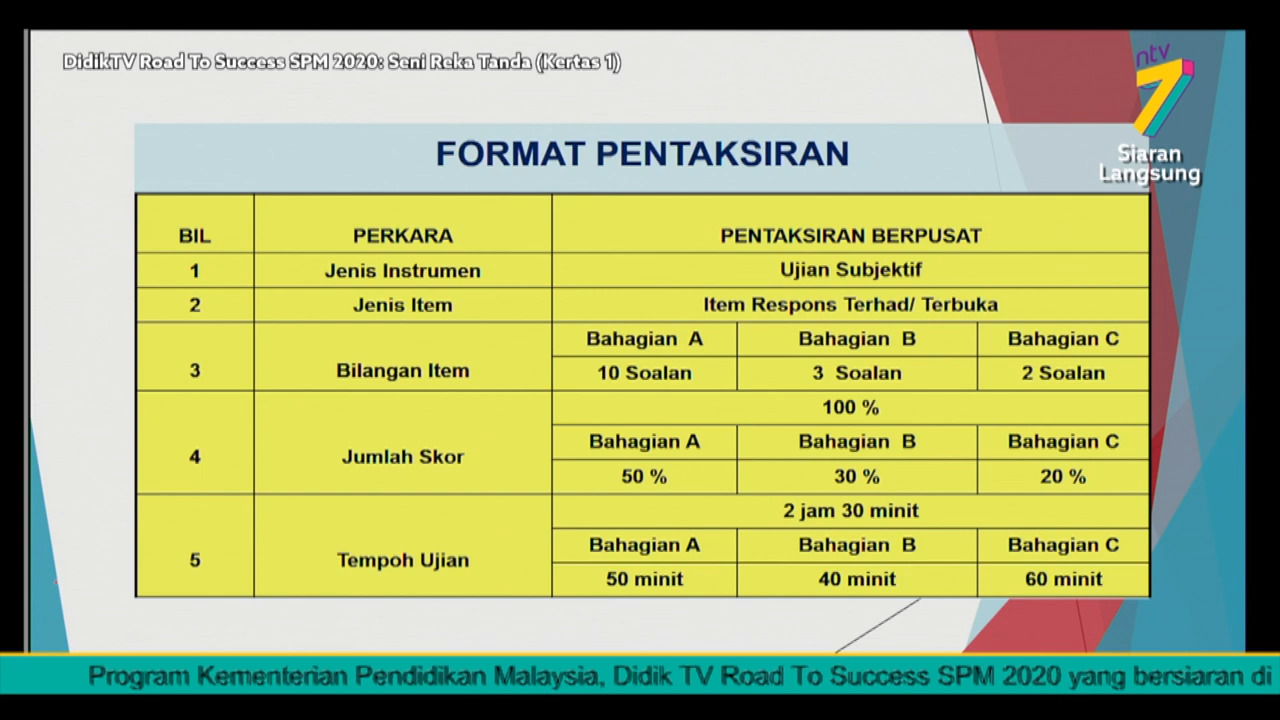 DidikTV Road To Success SPM 2020: Seni Reka Tanda (Kertas 1)
ntv
7
Siaran
Langsung
FORMAT PENTAKSIRAN
BIL PERKARA PENTAKSIRAN BERPUSAT
1 Jenis Instrumen Ujian Subjektif
2 Jenis Item Item Respons Terhad/ Terbuka
Bahagian A Bahagian B Bahagian C
3 Bilangan Item 10 Soalan 3 Soalan 2 Soalan
100 %
Bahagian A Bahagian B Bahagian C
4 Jumlah Skor 50 % 30 % 20 %
2 jam 30 minit
Bahagian A Bahagian B Bahagian C
5 Tempoh Ujian 50 minit 40 minit 60 minit
Program Kementerian Pendidikan Malaysia, Didik TV Road To Success SPM 2020 yang bersiaran di